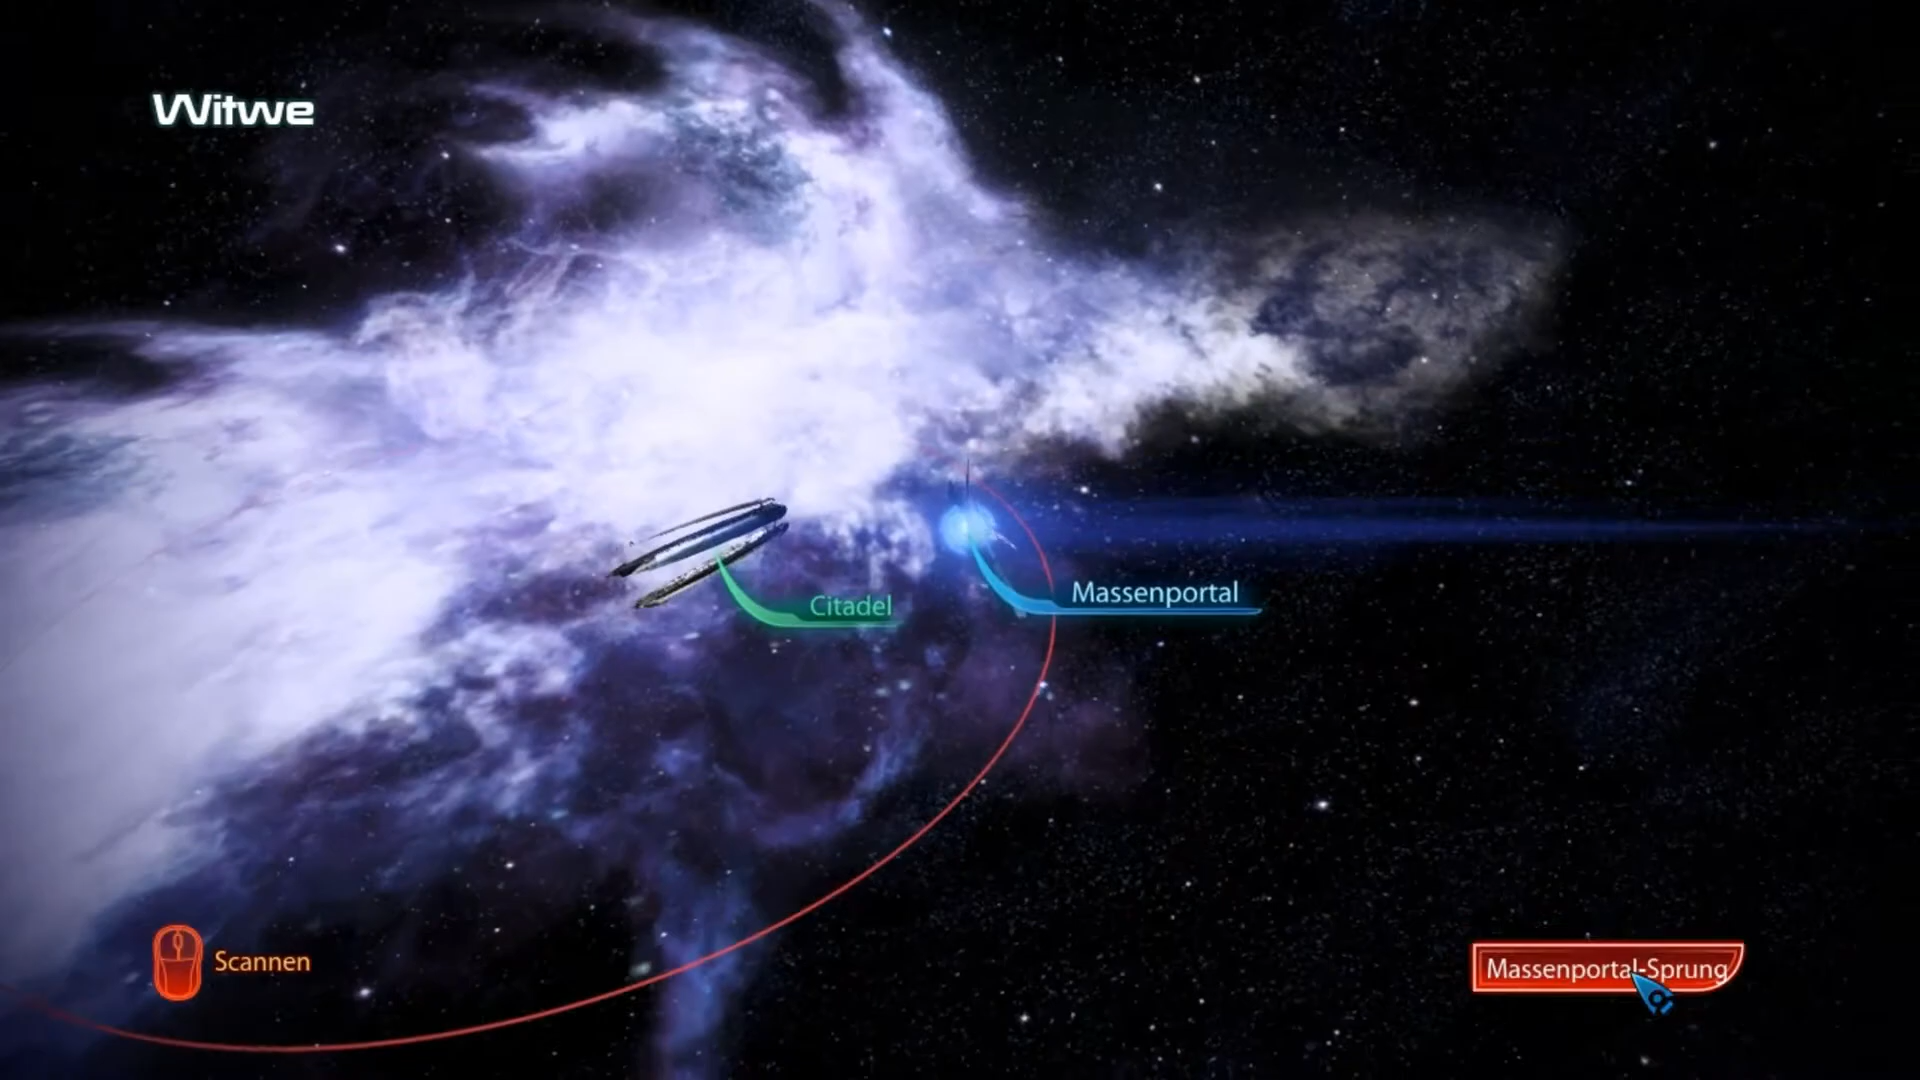 Witwe
Citadel
Massenportal
Scannen
Massenportal-Sprung